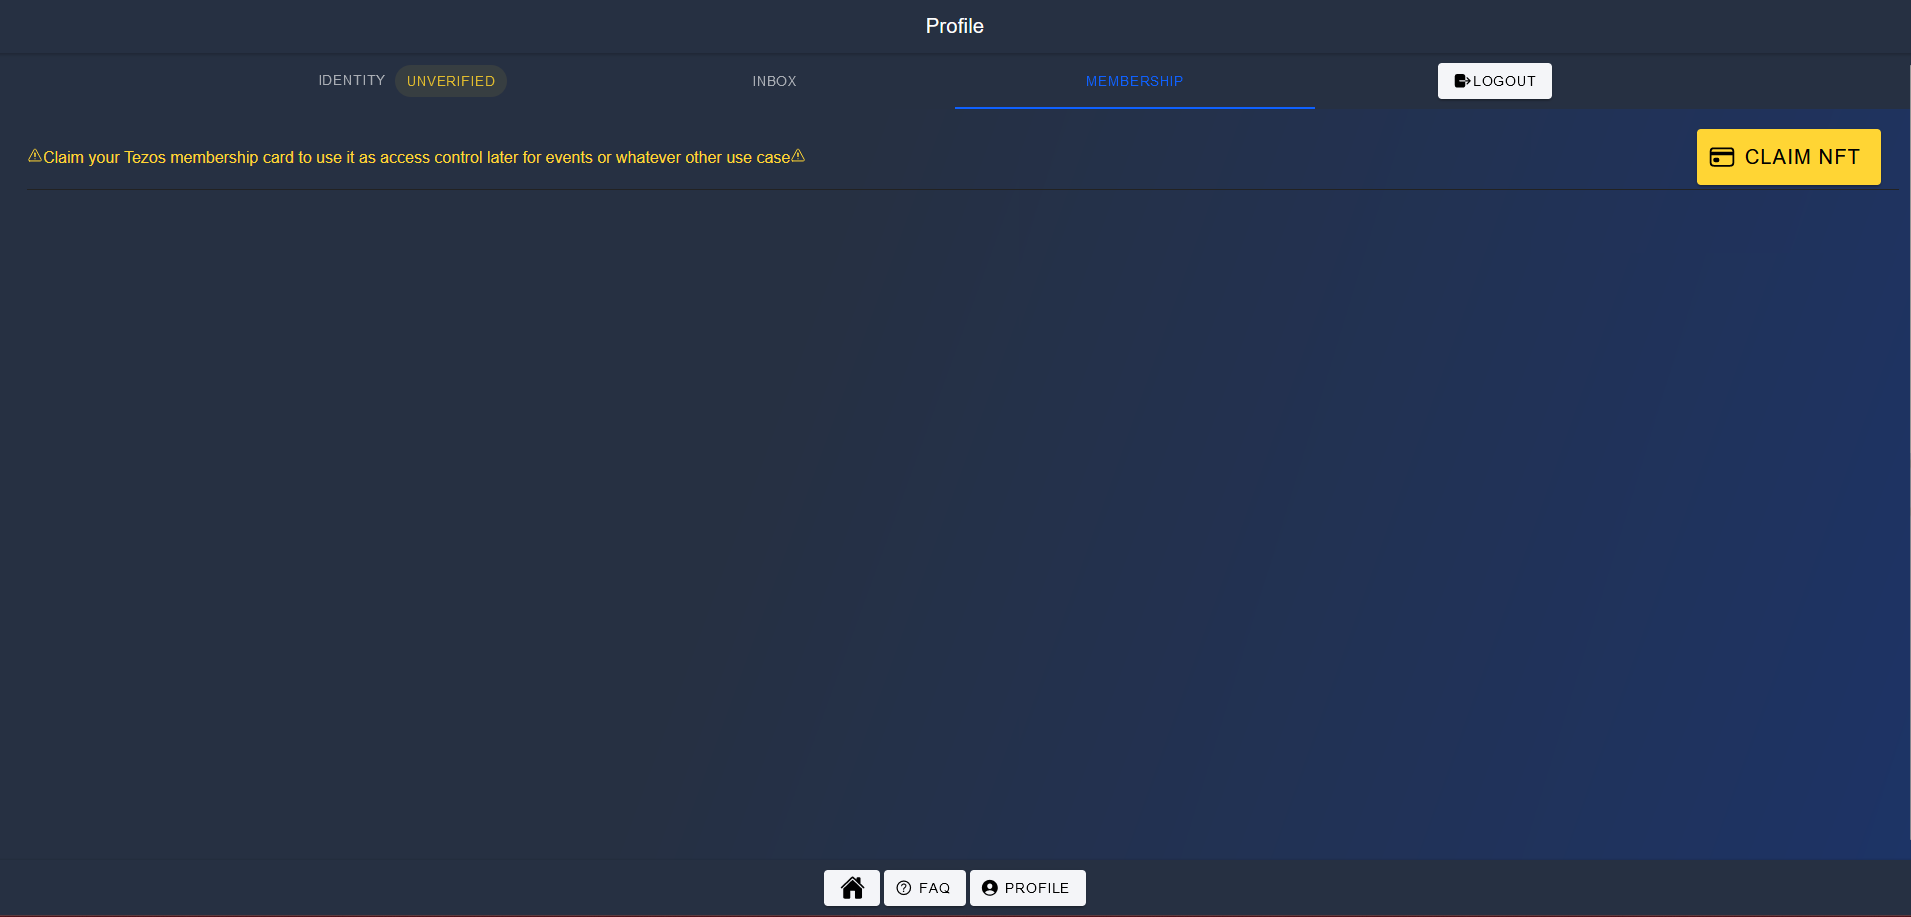 Profile
IDENTITY UNVERIFIED INBOX MEMBERSHIP LOGOUT
⚠Claim your Tezos membership card to use it as access control later for events or whatever other use case⚠ CLAIM NFT
FAQ PROFILE